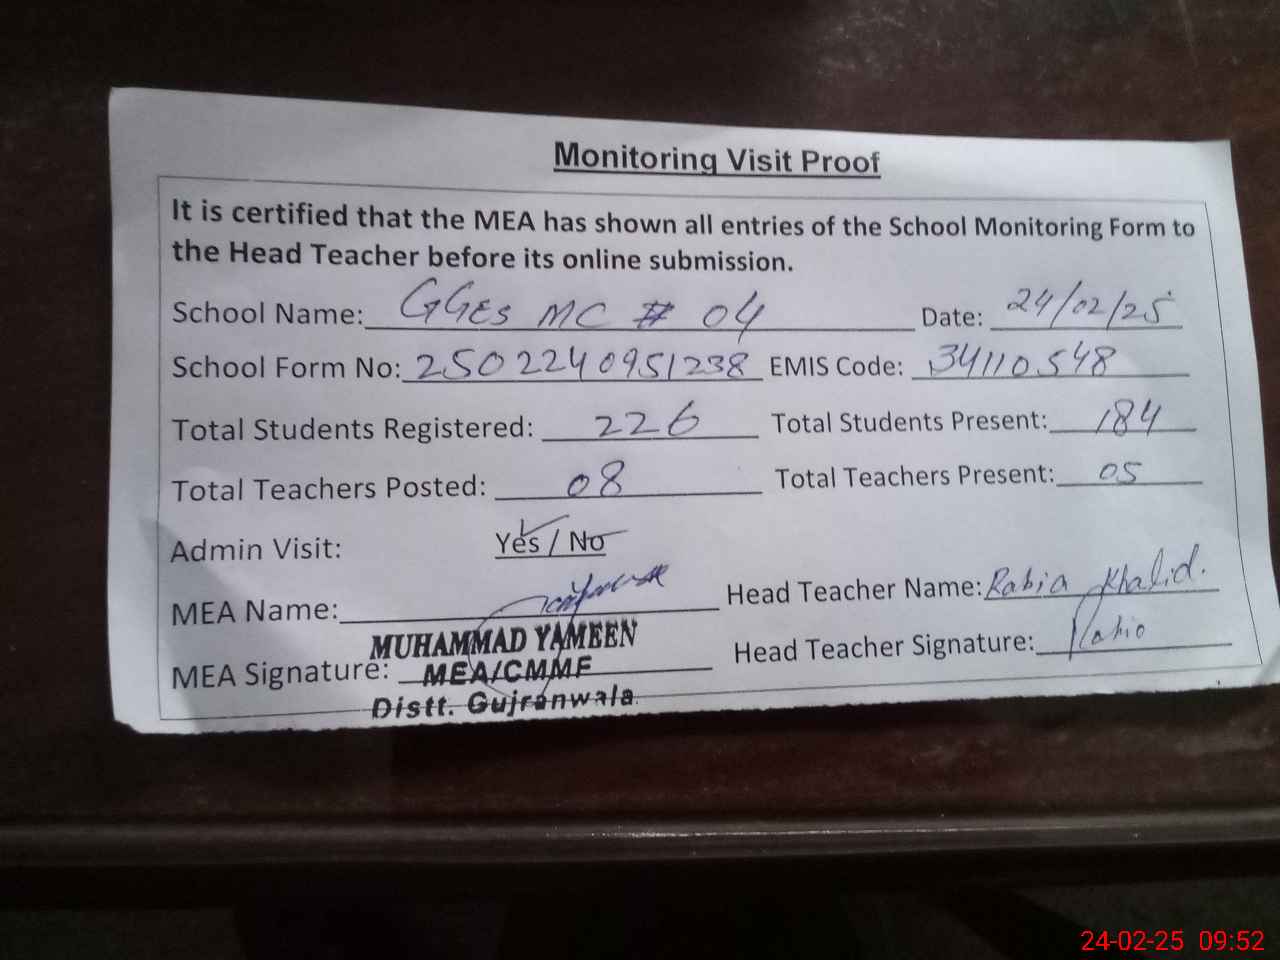 Monitoring Visit Proof
It is certified that the MEA has shown all entries of the School Monitoring Form to
the Head Teacher before its online submission.
School Name: GGES MC # 04 Date: 24/02/25
School Form No: 2502240951238 EMIS Code: 34110548
Total Students Registered: 226 Total Students Present: 184
Total Teachers Posted: 08 Total Teachers Present: 05
Admin Visit: Yes / No
MEA Name: Head Teacher Name: Rabia Khalid.
MUHAMMAD YAMEEN
MEA Signature: MEA/CMMF Head Teacher Signature: Rabia
Distt. Gujranwala
24-02-25 09:52